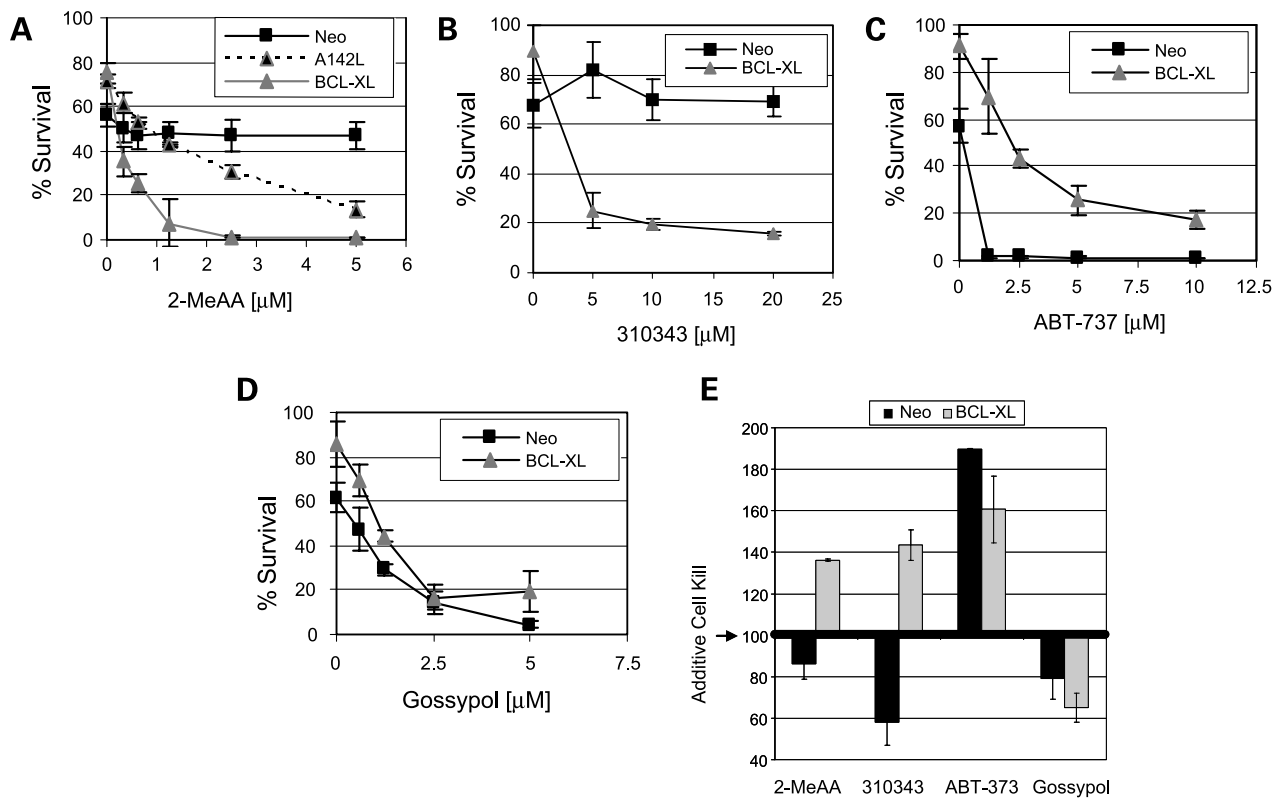 A
% Survival
100
80
60
40
20
0
0
1
2
3
4
5
6
2-MeAA [µM]
Neo
A142L
BCL-XL
B
% Survival
100
80
60
40
20
0
0
5
10
15
20
25
310343 [µM]
Neo
BCL-XL
C
% Survival
100
80
60
40
20
0
0
2.5
5
7.5
10
12.5
ABT-737 [µM]
Neo
BCL-XL
D
% Survival
100
80
60
40
20
0
0
2.5
5
7.5
Gossypol [µM]
Neo
BCL-XL
E
Neo BCL-XL
Additive Cell Kill
200
180
160
140
120
100
80
60
40
2-MeAA 310343 ABT-373 Gossypol